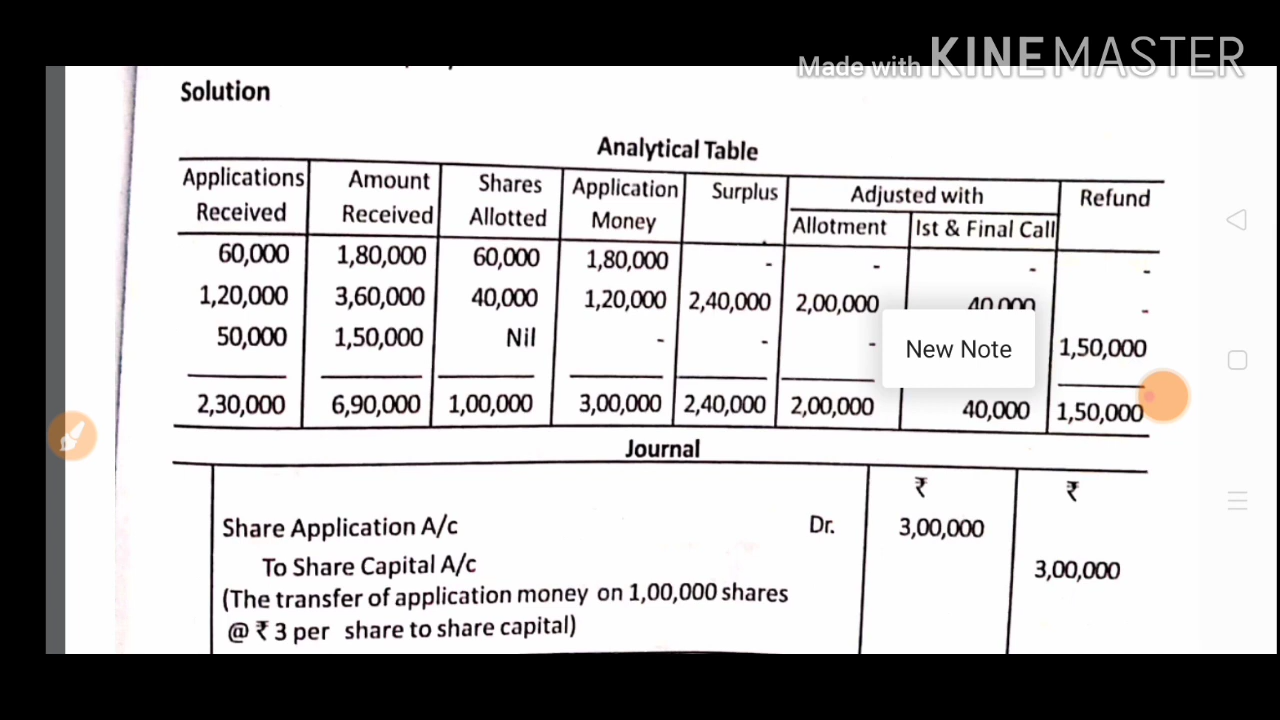 Made with KINEMASTER
Solution
Analytical Table
Applications Received | Amount Received | Shares Allotted | Application Money | Surplus | Adjusted with | Refund
Allotment | Ist & Final Call
60,000 | 1,80,000 | 60,000 | 1,80,000 | - | - | - | -
1,20,000 | 3,60,000 | 40,000 | 1,20,000 | 2,40,000 | 2,00,000 | 40,000 | -
50,000 | 1,50,000 | Nil | - | - | - | 1,50,000
New Note
2,30,000 | 6,90,000 | 1,00,000 | 3,00,000 | 2,40,000 | 2,00,000 | 40,000 | 1,50,000
Journal
₹ ₹
Share Application A/c Dr. 3,00,000
To Share Capital A/c 3,00,000
(The transfer of application money on 1,00,000 shares
@ ₹ 3 per share to share capital)